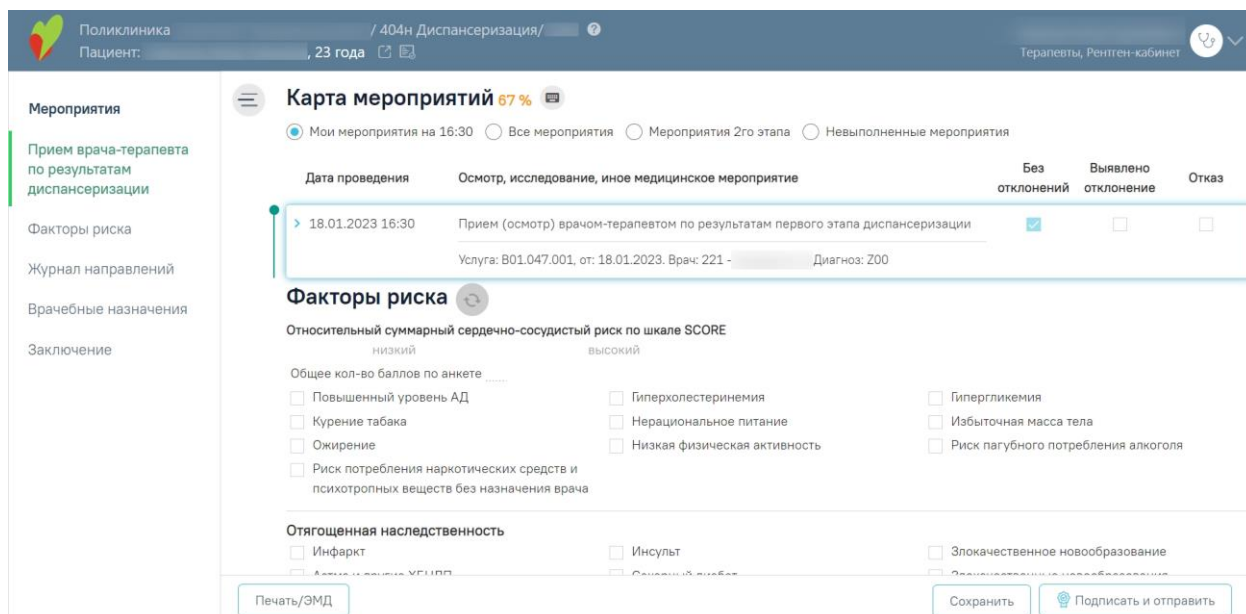 Поликлиника / 404н Диспансеризация/
Пациент: , 23 года
Терапевты, Рентген-кабинет
Мероприятия
Прием врача-терапевта
по результатам
диспансеризации
Факторы риска
Журнал направлений
Врачебные назначения
Заключение
Карта мероприятий 67 %
Мои мероприятия на 16:30 Все мероприятия Мероприятия 2го этапа Невыполненные мероприятия
Дата проведения Осмотр, исследование, иное медицинское мероприятие Без отклонений Выявлено отклонение Отказ
18.01.2023 16:30 Прием (осмотр) врачом-терапевтом по результатам первого этапа диспансеризации
Услуга: B01.047.001, от: 18.01.2023. Врач: 221 - Диагноз: Z00
Факторы риска
Относительный суммарный сердечно-сосудистый риск по шкале SCORE
низкий высокий
Общее кол-во баллов по анкете
Повышенный уровень АД Гиперхолестеринемия Гипергликемия
Курение табака Нерациональное питание Избыточная масса тела
Ожирение Низкая физическая активность Риск пагубного потребления алкоголя
Риск потребления наркотических средств и
психотропных веществ без назначения врача
Отягощенная наследственность
Инфаркт Инсульт Злокачественное новообразование
Печать/ЭМД Сохранить Подписать и отправить